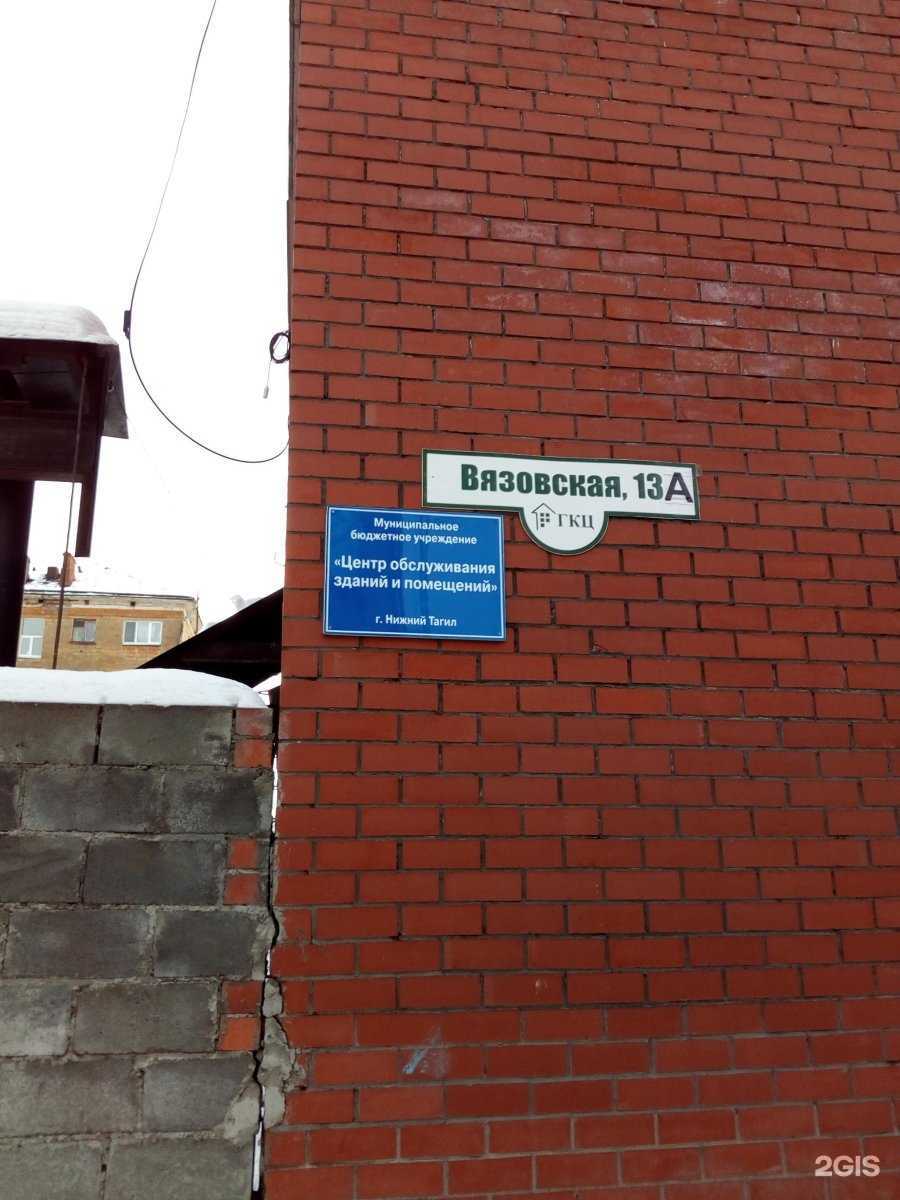 Вязовская, 13А
ГКЦ
Муниципальное
бюджетное учреждение
«Центр обслуживания
зданий и помещений»
г. Нижний Тагил
2GIS